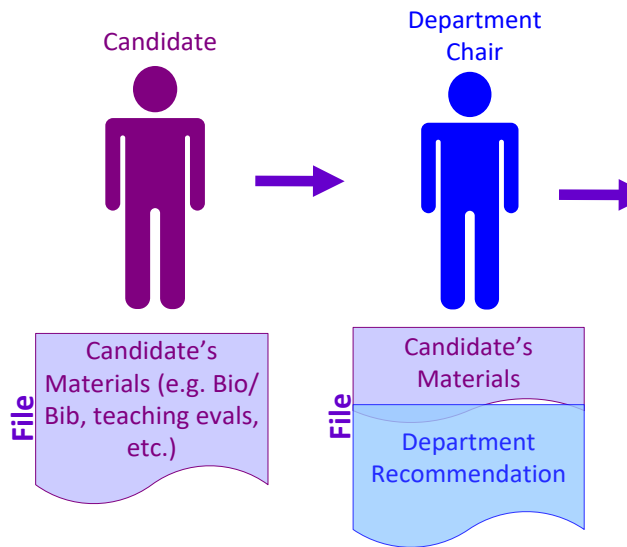 Candidate
Department
Chair
File
Candidate's
Materials (e.g. Bio/
Bib, teaching evals,
etc.)
File
Candidate's
Materials
Department
Recommendation